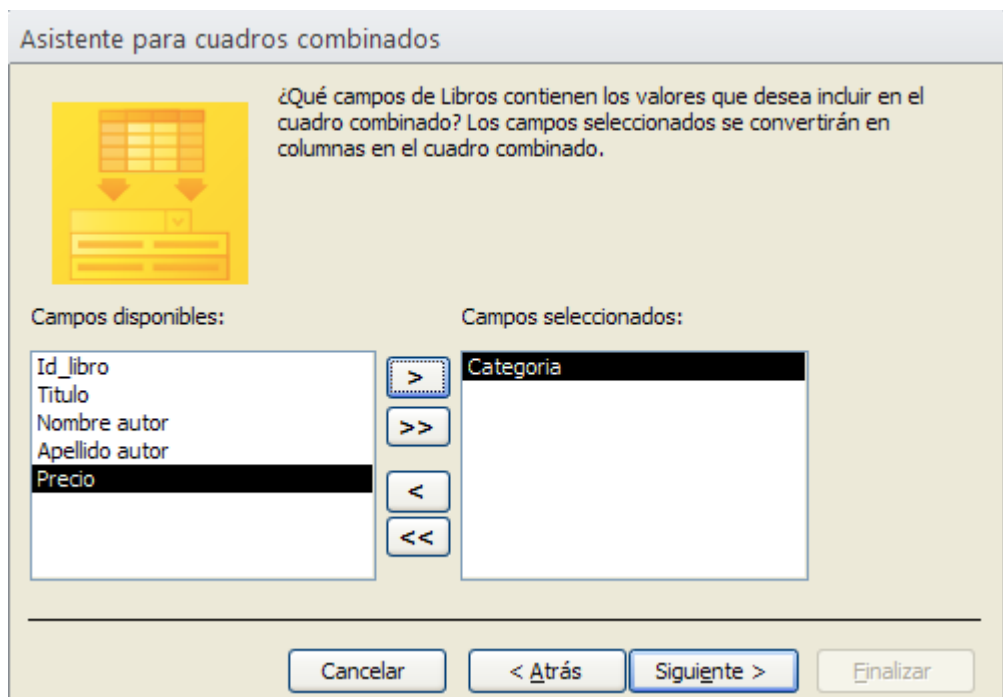 Asistente para cuadros combinados
¿Qué campos de Libros contienen los valores que desea incluir en el
cuadro combinado? Los campos seleccionados se convertirán en
columnas en el cuadro combinado.
Campos disponibles:
Id_libro
Titulo
Nombre autor
Apellido autor
Precio
>
>>
<
<<
Campos seleccionados:
Categoria
Cancelar
< Atrás
Siguiente >
Finalizar